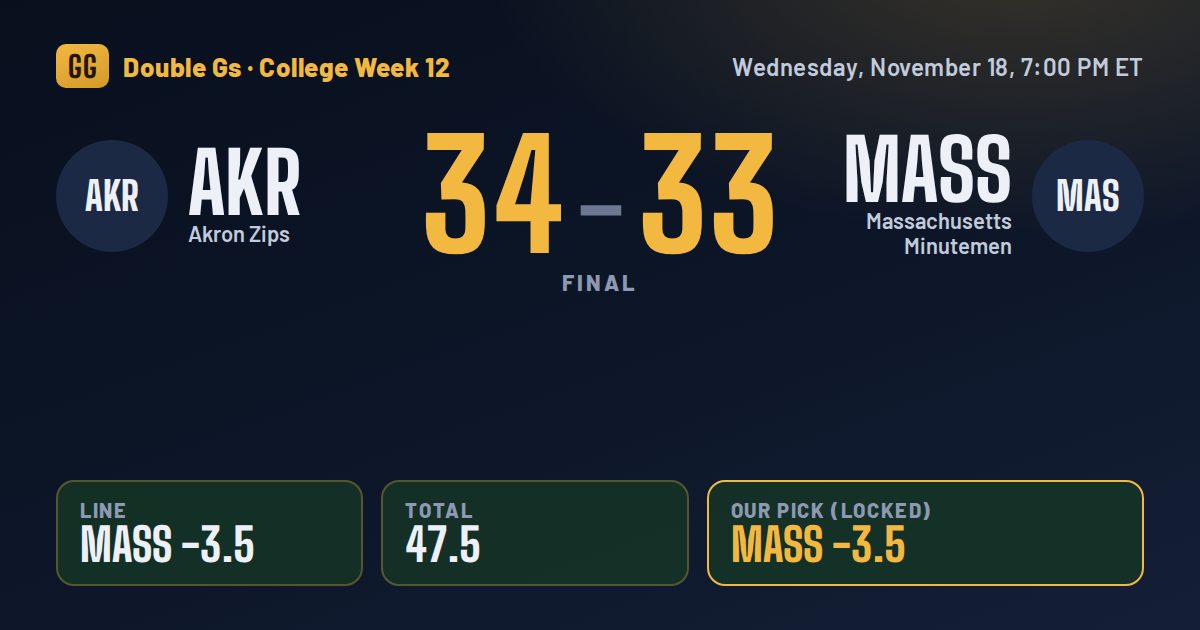 GG Double Gs · College Week 12
Wednesday, November 18, 7:00 PM ET
AKR
AKR
Akron Zips
34 – 33
FINAL
MASS
Massachusetts
Minutemen
MAS
LINE
MASS −3.5
TOTAL
47.5
OUR PICK (LOCKED)
MASS −3.5